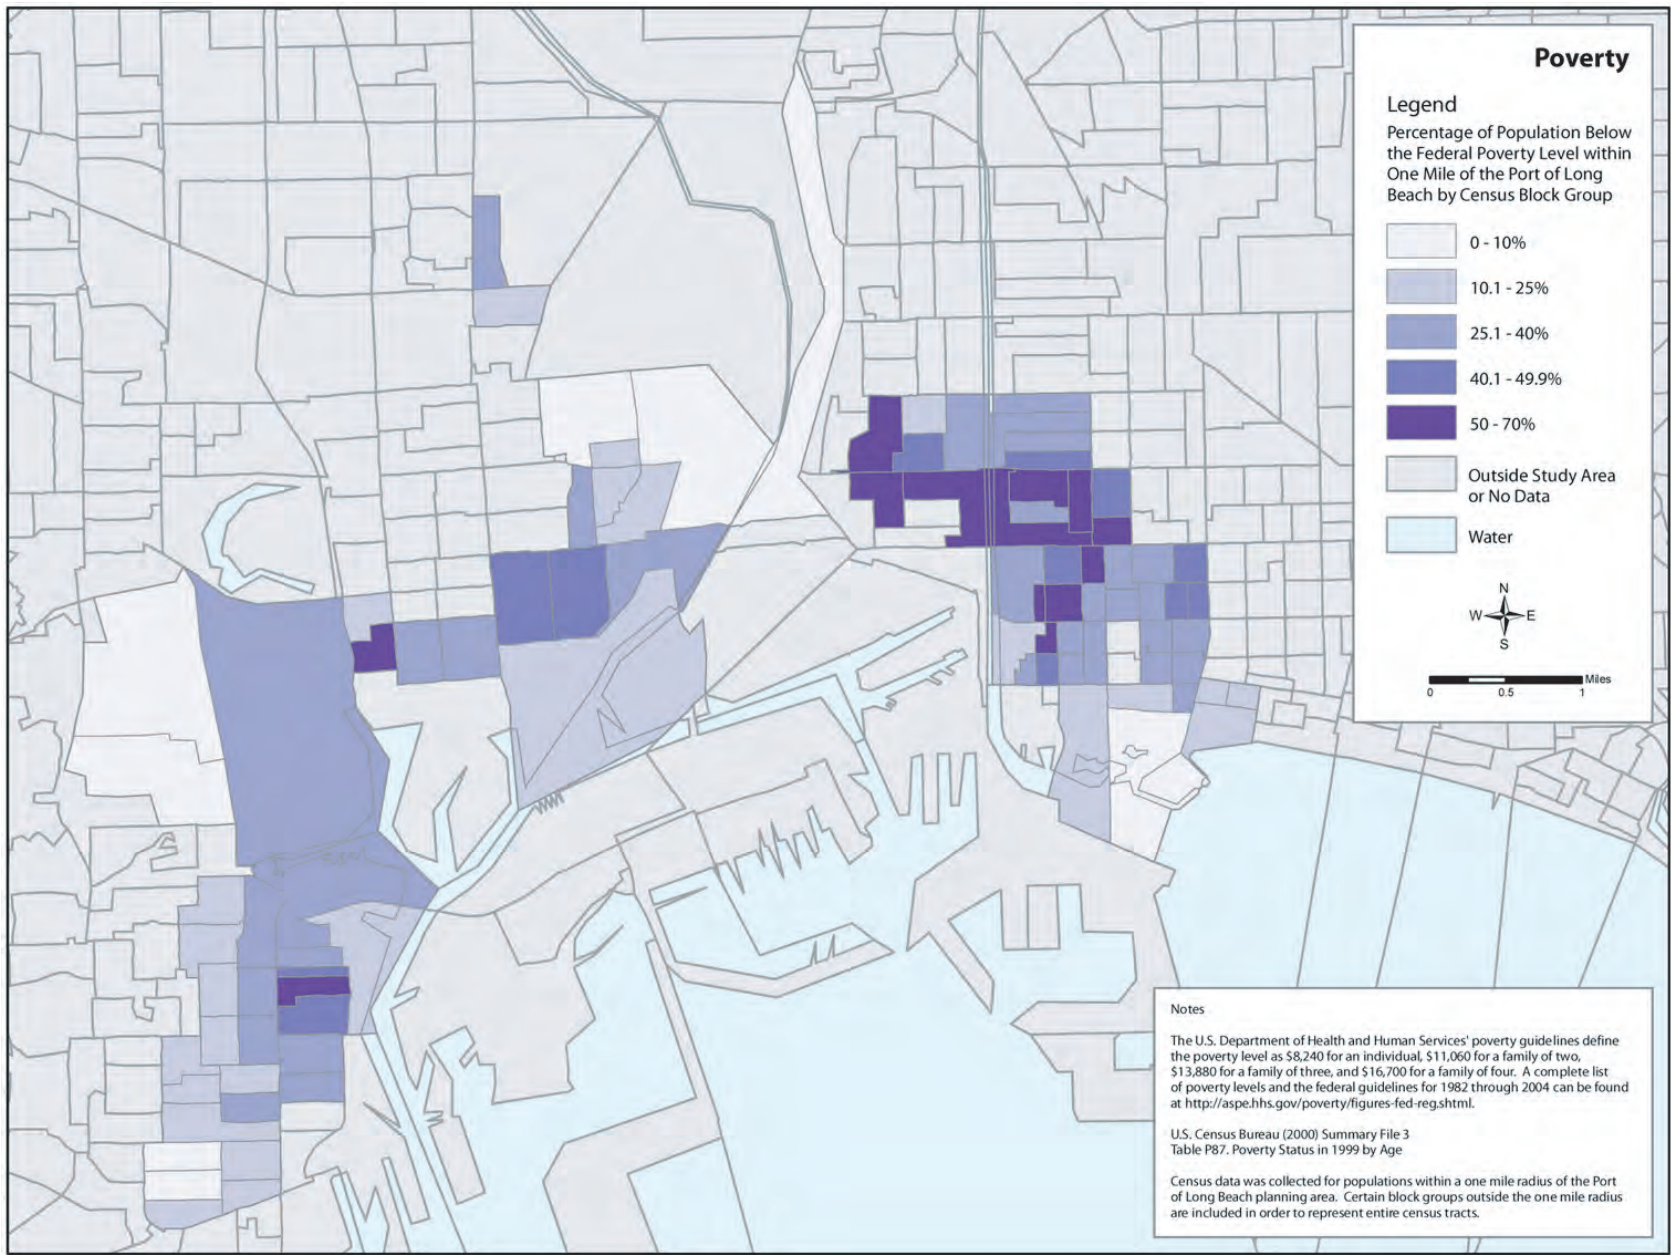 Poverty
Legend
Percentage of Population Below
the Federal Poverty Level within
One Mile of the Port of Long
Beach by Census Block Group
0 - 10%
10.1 - 25%
25.1 - 40%
40.1 - 49.9%
50 - 70%
Outside Study Area
or No Data
Water
N
W E
S
Miles
0 0.5 1
Notes
The U.S. Department of Health and Human Services' poverty guidelines define
the poverty level as $8,240 for an individual, $11,060 for a family of two,
$13,880 for a family of three, and $16,700 for a family of four. A complete list
of poverty levels and the federal guidelines for 1982 through 2004 can be found
at http://aspe.hhs.gov/poverty/figures-fed-reg.shtml.
U.S. Census Bureau (2000) Summary File 3
Table P87. Poverty Status in 1999 by Age
Census data was collected for populations within a one mile radius of the Port
of Long Beach planning area. Certain block groups outside the one mile radius
are included in order to represent entire census tracts.